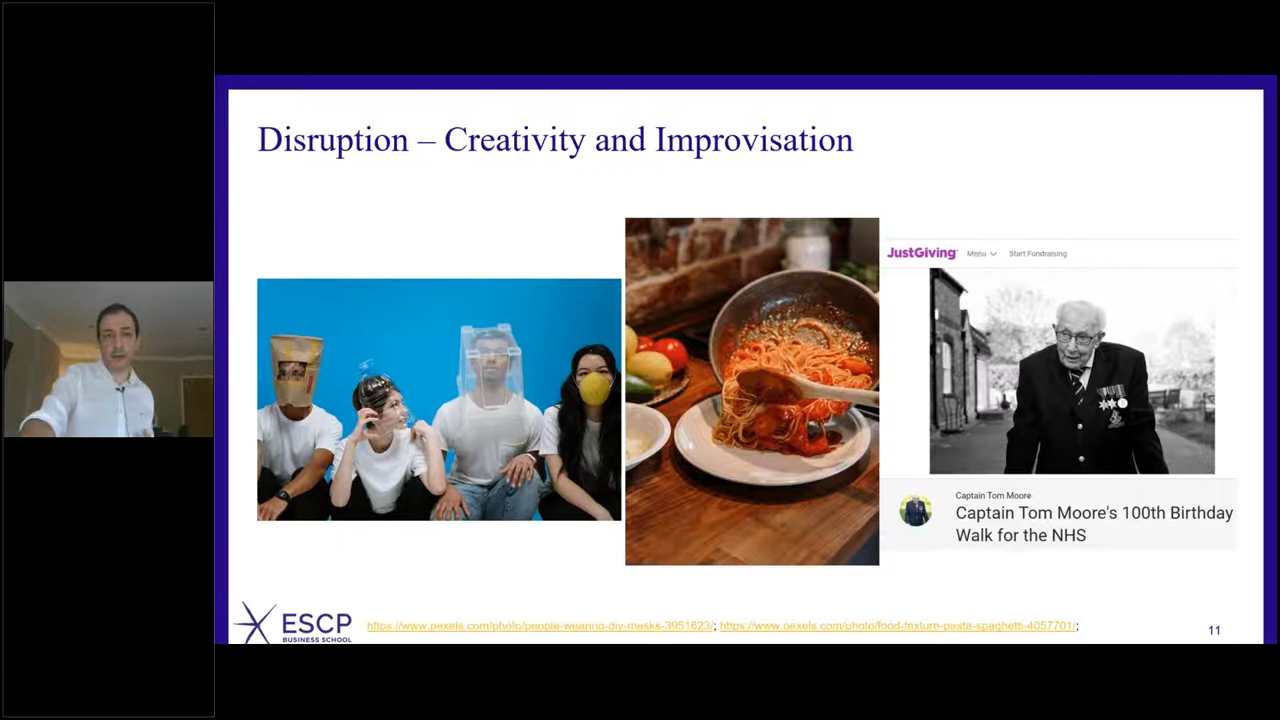 Disruption – Creativity and Improvisation
JustGiving™ Menu Start Fundraising
Captain Tom Moore
Captain Tom Moore's 100th Birthday
Walk for the NHS
ESCP
BUSINESS SCHOOL
https://www.pexels.com/photo/people-wearing-diy-masks-3951623/; https://www.pexels.com/photo/food-texture-pasta-spaghetti-4057701/;
11